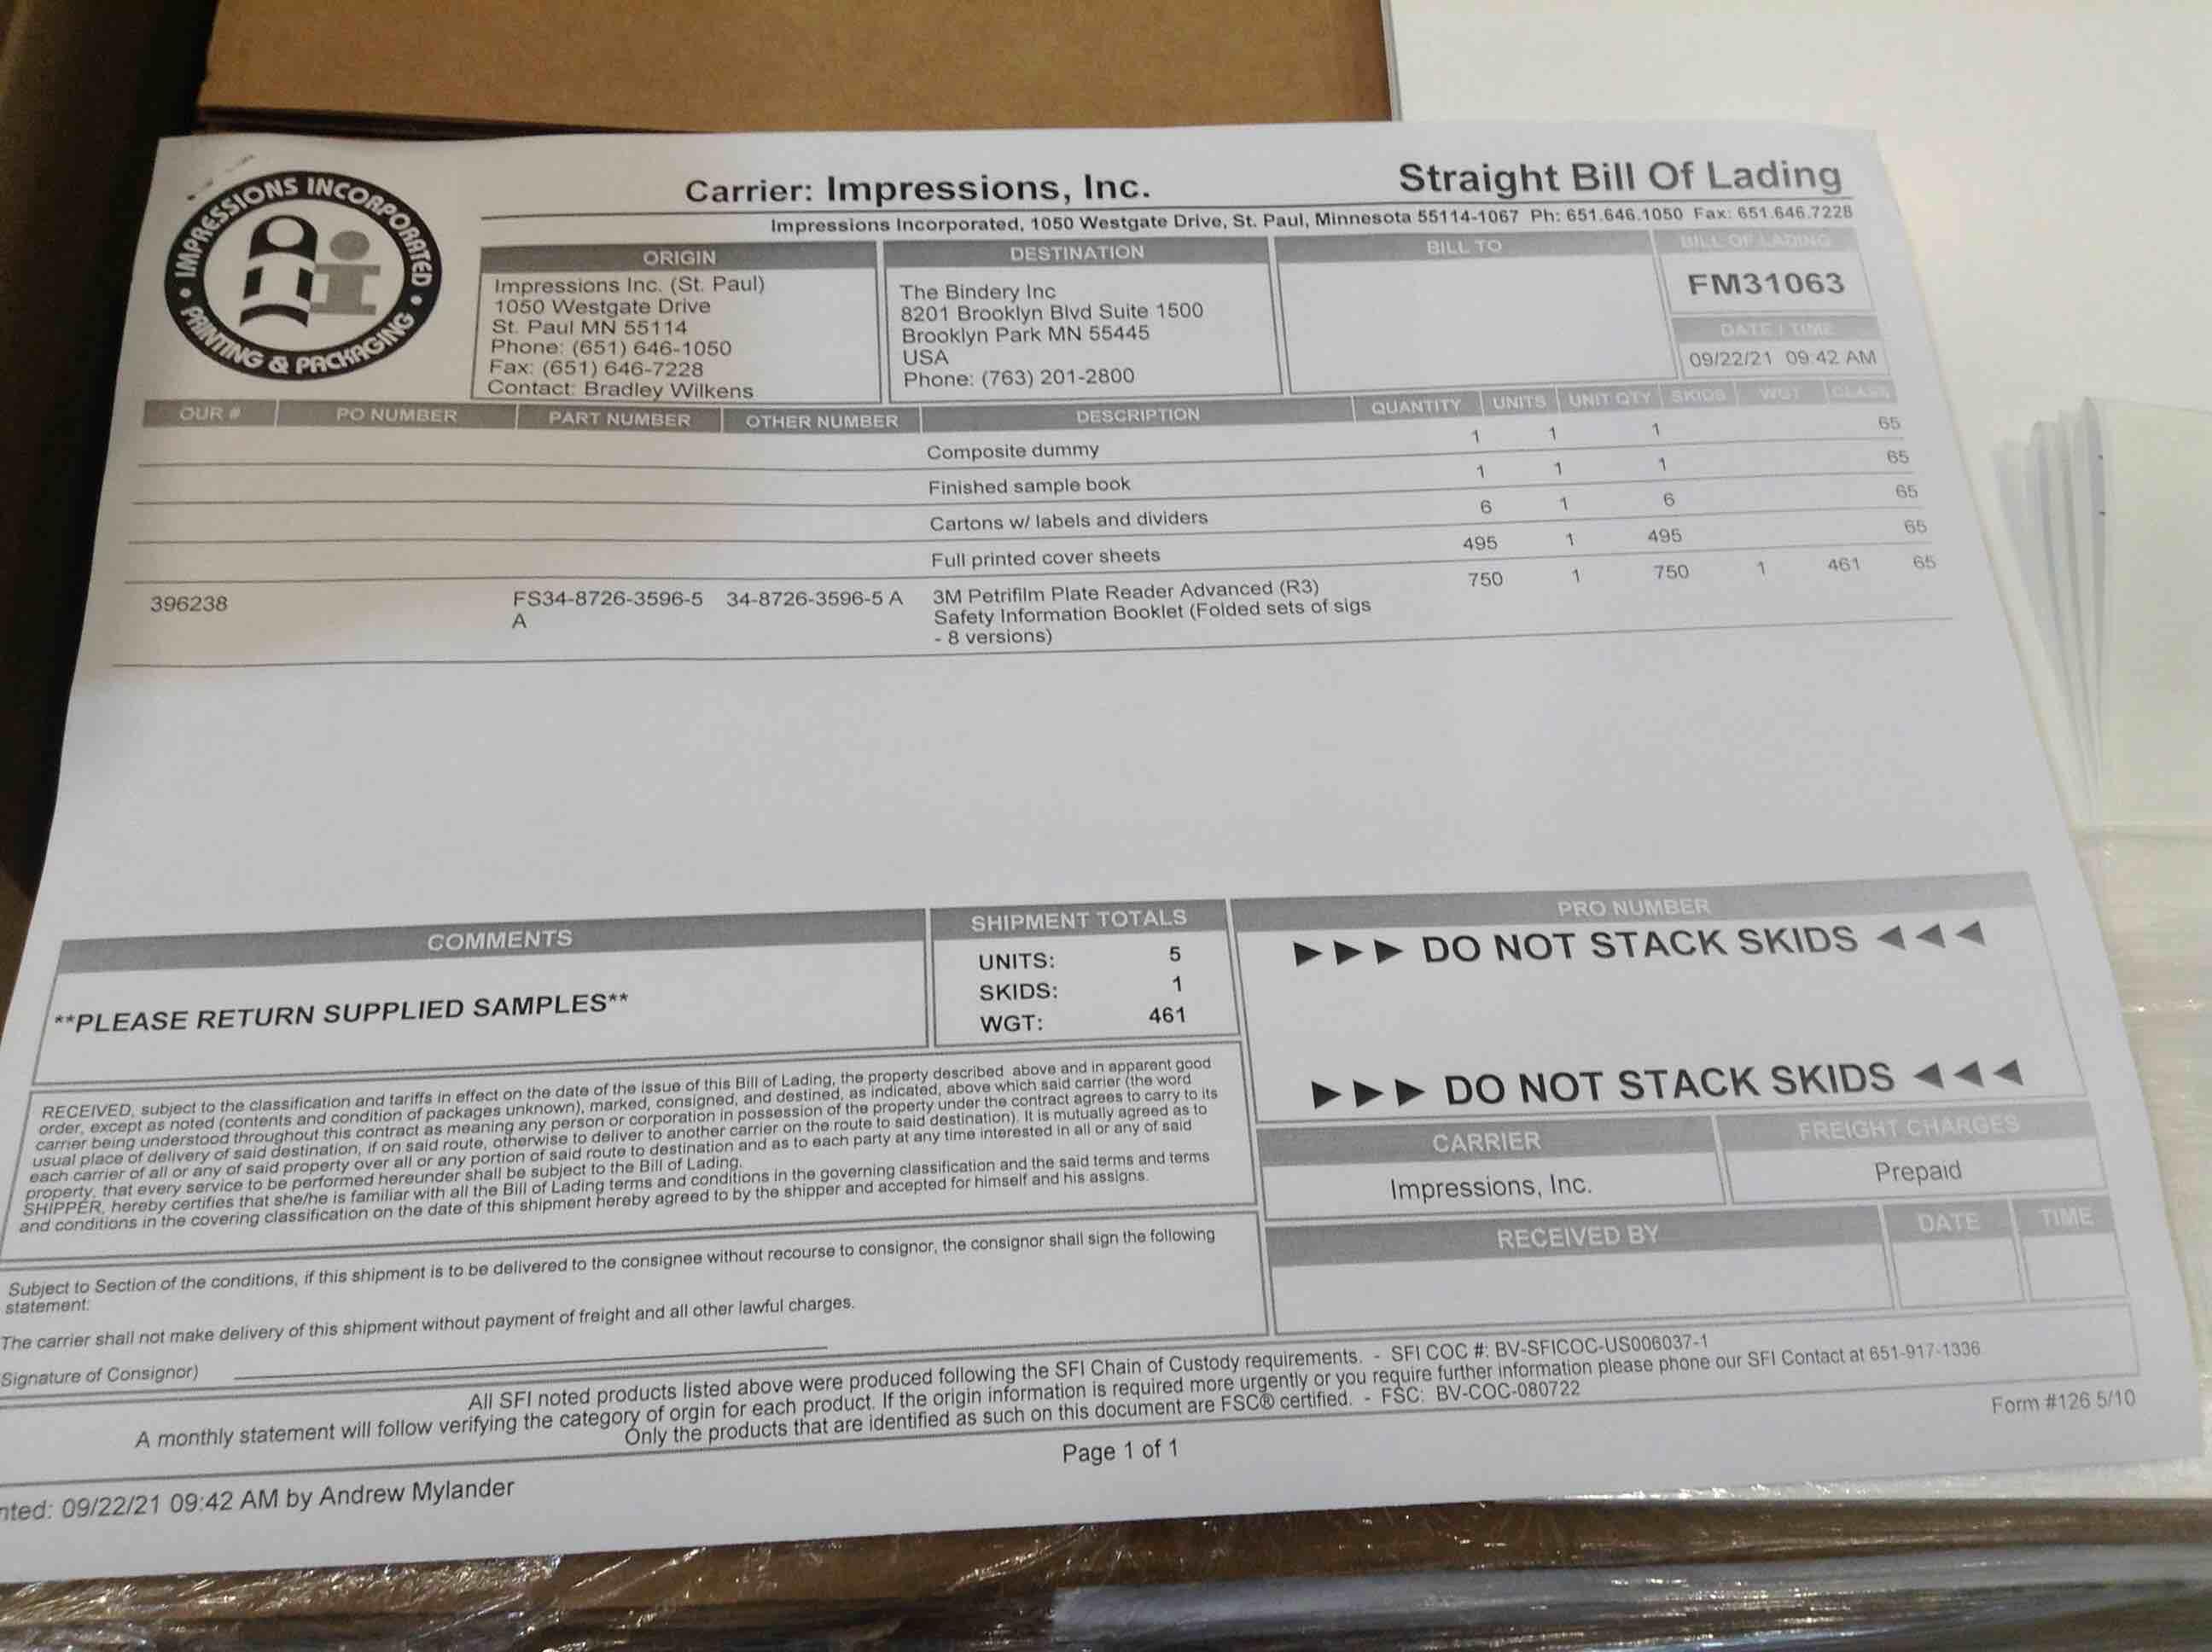 IMPRESSIONS INCORPORATED
PRINTING & PACKAGING
Carrier: Impressions, Inc.
Straight Bill Of Lading
Impressions Incorporated, 1050 Westgate Drive, St. Paul, Minnesota 55114-1067 Ph: 651.646.1050 Fax: 651.646.7228
ORIGIN
Impressions Inc. (St. Paul)
1050 Westgate Drive
St. Paul MN 55114
Phone: (651) 646-1050
Fax: (651) 646-7228
Contact: Bradley Wilkens
DESTINATION
The Bindery Inc
8201 Brooklyn Blvd Suite 1500
Brooklyn Park MN 55445
USA
Phone: (763) 201-2800
BILL TO
BILL OF LADING
FM31063
DATE / TIME
09/22/21 09:42 AM
OUR # PO NUMBER PART NUMBER OTHER NUMBER DESCRIPTION QUANTITY UNITS UNIT QTY SKIDS WGT CLASS
Composite dummy 1 1 1 65
Finished sample book 1 1 1 65
Cartons w/ labels and dividers 6 1 6 65
Full printed cover sheets 495 1 495 65
396238 FS34-8726-3596-5 34-8726-3596-5 A 3M Petrifilm Plate Reader Advanced (R3) 750 1 750 1 461 65
A Safety Information Booklet (Folded sets of sigs
- 8 versions)
COMMENTS
**PLEASE RETURN SUPPLIED SAMPLES**
SHIPMENT TOTALS
UNITS: 5
SKIDS: 1
WGT: 461
PRO NUMBER
►►► DO NOT STACK SKIDS ◄◄◄
►►► DO NOT STACK SKIDS ◄◄◄
RECEIVED, subject to the classification and tariffs in effect on the date of the issue of this Bill of Lading, the property described above and in apparent good
order, except as noted (contents and condition of packages unknown), marked, consigned, and destined, as indicated, above which said carrier (the word
carrier being understood throughout this contract as meaning any person or corporation in possession of the property under the contract agrees to carry to its
usual place of delivery of said destination, if on said route, otherwise to deliver to another carrier on the route to said destination). It is mutually agreed as to
each carrier of all or any of said property over all or any portion of said route to destination and as to each party at any time interested in all or any of said
property, that every service to be performed hereunder shall be subject to the Bill of Lading.
SHIPPER, hereby certifies that she/he is familiar with all the Bill of Lading terms and conditions in the governing classification and the said terms and terms
and conditions in the covering classification on the date of this shipment hereby agreed to by the shipper and accepted for himself and his assigns.
CARRIER
Impressions, Inc.
FREIGHT CHARGES
Prepaid
RECEIVED BY
DATE
TIME
Subject to Section of the conditions, if this shipment is to be delivered to the consignee without recourse to consignor, the consignor shall sign the following
statement:
The carrier shall not make delivery of this shipment without payment of freight and all other lawful charges.
Signature of Consignor)
All SFI noted products listed above were produced following the SFI Chain of Custody requirements. - SFI COC #: BV-SFICOC-US006037-1
A monthly statement will follow verifying the category of orgin for each product. If the origin information is required more urgently or you require further information please phone our SFI Contact at 651-917-1336
Only the products that are identified as such on this document are FSC® certified. - FSC: BV-COC-080722
Form #126 5/10
Page 1 of 1
nted: 09/22/21 09:42 AM by Andrew Mylander